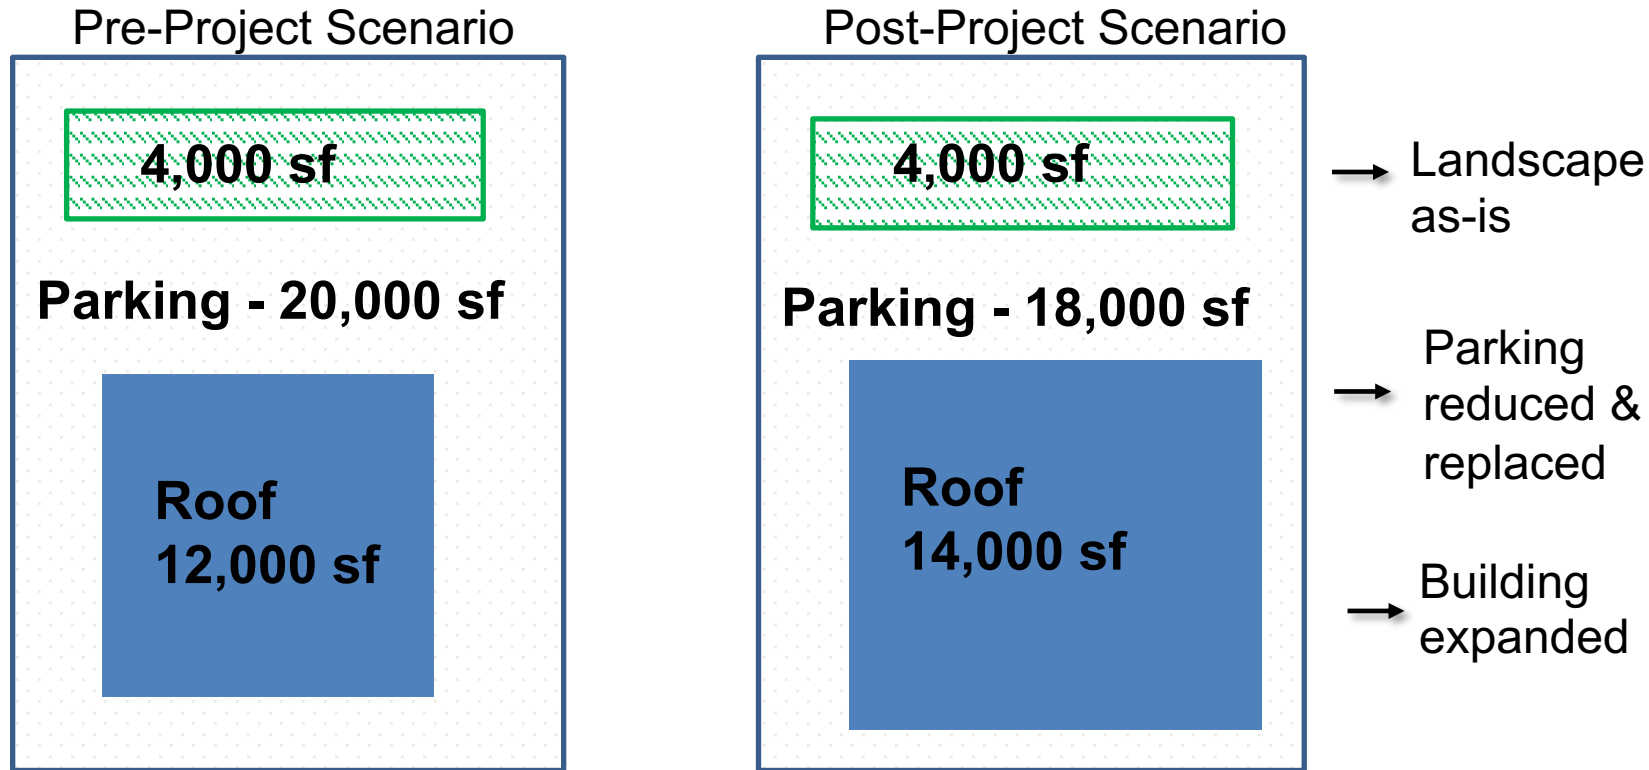 Pre-Project Scenario
4,000 sf
Parking - 20,000 sf
Roof
12,000 sf
Post-Project Scenario
4,000 sf
Parking - 18,000 sf
Roof
14,000 sf
Landscape
as-is
Parking
reduced &
replaced
Building
expanded